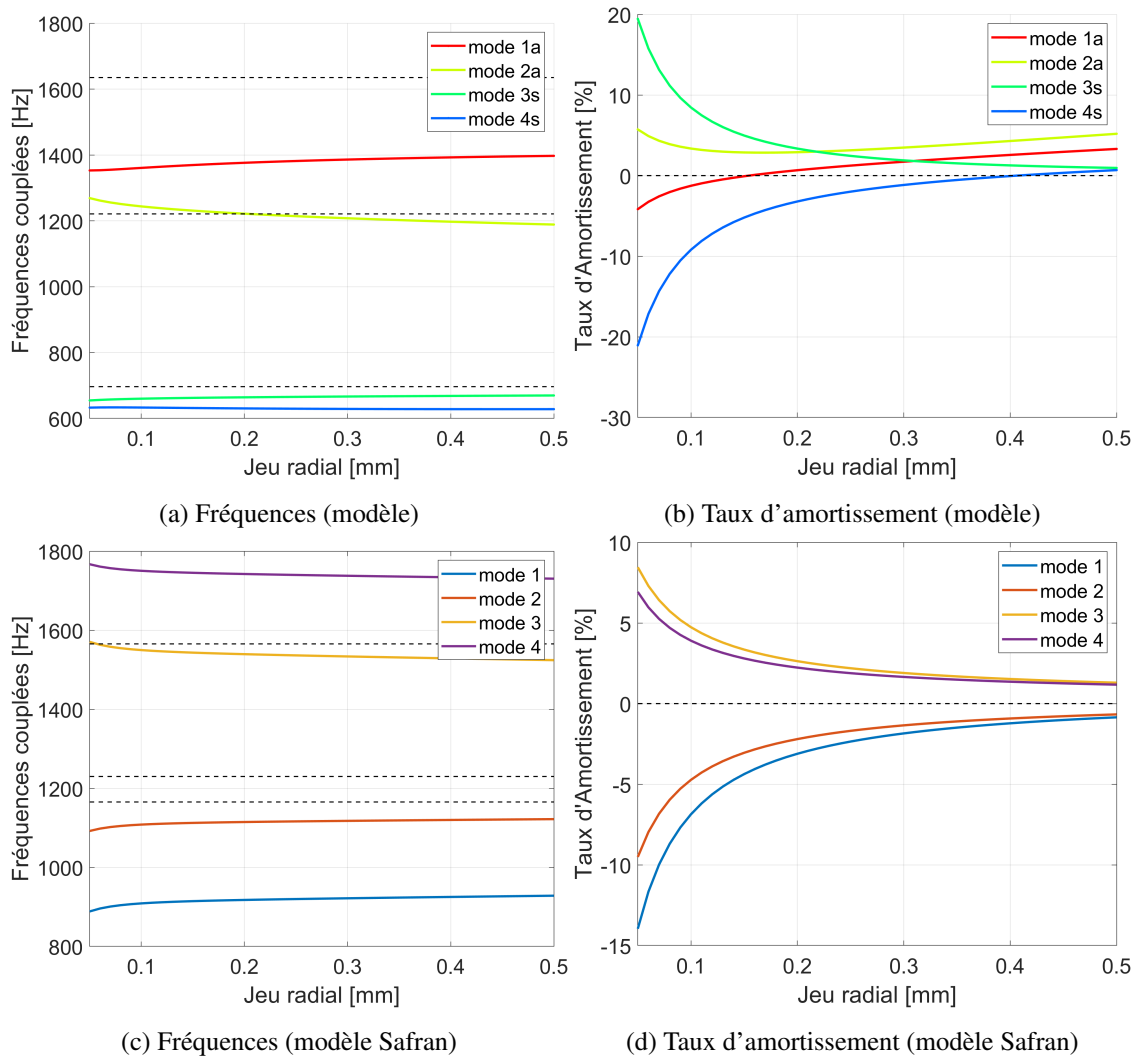 1800
1600
1400
1200
1000
800
600
0.1
0.2
0.3
0.4
0.5
Fréquences couplées [Hz]
Jeu radial [mm]
mode 1a
mode 2a
mode 3s
mode 4s
(a) Fréquences (modèle)
20
10
0
-10
-20
-30
0.1
0.2
0.3
0.4
0.5
Taux d'Amortissement [%]
Jeu radial [mm]
mode 1a
mode 2a
mode 3s
mode 4s
(b) Taux d'amortissement (modèle)
1800
1600
1400
1200
1000
800
0.1
0.2
0.3
0.4
0.5
Fréquences couplées [Hz]
Jeu radial [mm]
mode 1
mode 2
mode 3
mode 4
(c) Fréquences (modèle Safran)
10
5
0
-5
-10
-15
0.1
0.2
0.3
0.4
0.5
Taux d'Amortissement [%]
Jeu radial [mm]
mode 1
mode 2
mode 3
mode 4
(d) Taux d'amortissement (modèle Safran)